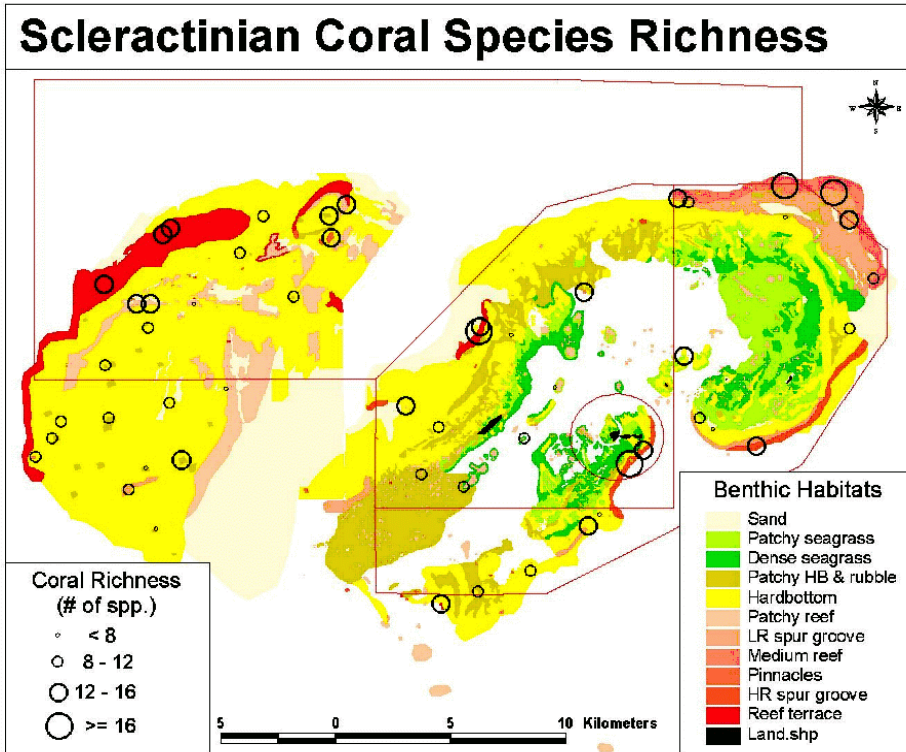 Scleractinian Coral Species Richness
N
W E
S
Coral Richness
(# of spp.)
< 8
8 - 12
12 - 16
>= 16
5 0 5 10 Kilometers
Benthic Habitats
Sand
Patchy seagrass
Dense seagrass
Patchy HB & rubble
Hardbottom
Patchy reef
LR spur groove
Medium reef
Pinnacles
HR spur groove
Reef terrace
Land.shp